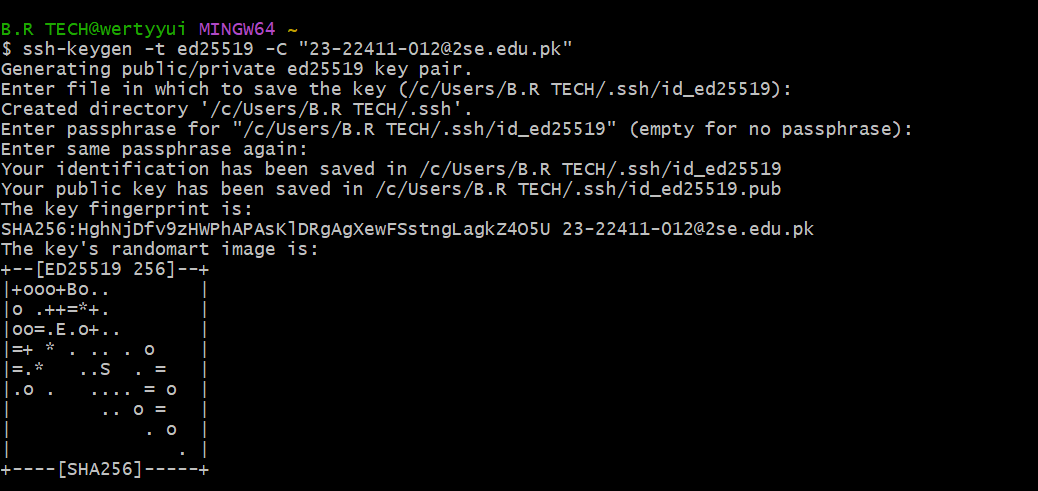 B.R TECH@wertyyui MINGW64 ~
$ ssh-keygen -t ed25519 -C "23-22411-012@2se.edu.pk"
Generating public/private ed25519 key pair.
Enter file in which to save the key (/c/Users/B.R TECH/.ssh/id_ed25519):
Created directory '/c/Users/B.R TECH/.ssh'.
Enter passphrase for "/c/Users/B.R TECH/.ssh/id_ed25519" (empty for no passphrase):
Enter same passphrase again:
Your identification has been saved in /c/Users/B.R TECH/.ssh/id_ed25519
Your public key has been saved in /c/Users/B.R TECH/.ssh/id_ed25519.pub
The key fingerprint is:
SHA256:HghNjDfv9zHWPhAPAsKlDRgAgXewFSstngLagkZ4O5U 23-22411-012@2se.edu.pk
The key's randomart image is:
+--[ED25519 256]--+
|+ooo+Bo..        |
|o .++=*+.        |
|oo=.E.o+..       |
|=+ * . .. . o    |
|=.*   ..S  . =   |
|.o .   .... = o  |
|        .. o =   |
|            . o  |
|               . |
+----[SHA256]-----+